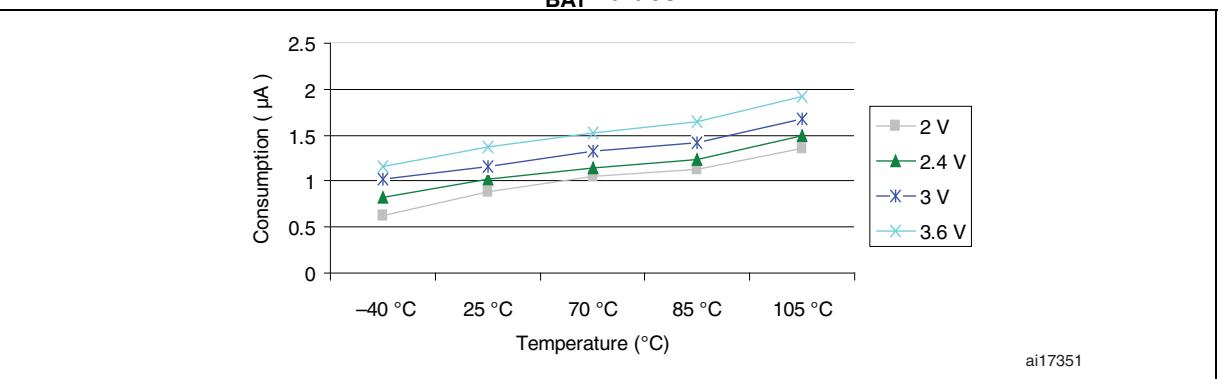 BAT
2.5
2
1.5
1
0.5
0
Consumption ( µA )
–40 °C 25 °C 70 °C 85 °C 105 °C
Temperature (°C)
2 V
2.4 V
3 V
3.6 V
ai17351